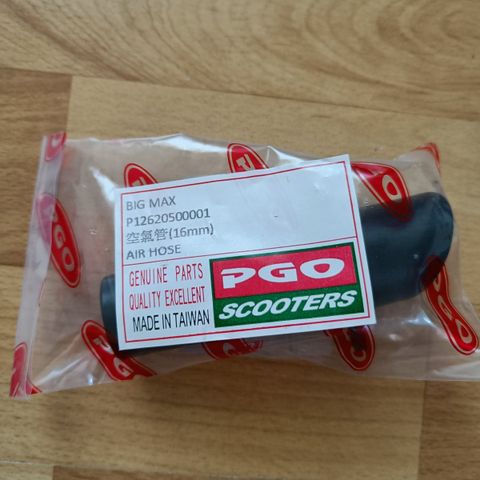 BIG MAX
P12620500001
空氣管(16mm)
AIR HOSE
GENUINE PARTS
QUALITY EXCELLENT
MADE IN TAIWAN
PGO
SCOOTERS